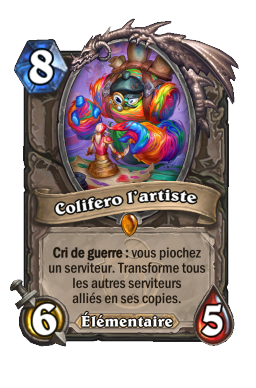 8
Colifero l'artiste
Cri de guerre : vous piochez
un serviteur. Transforme tous
les autres serviteurs
alliés en ses copies.
6
Élémentaire
5